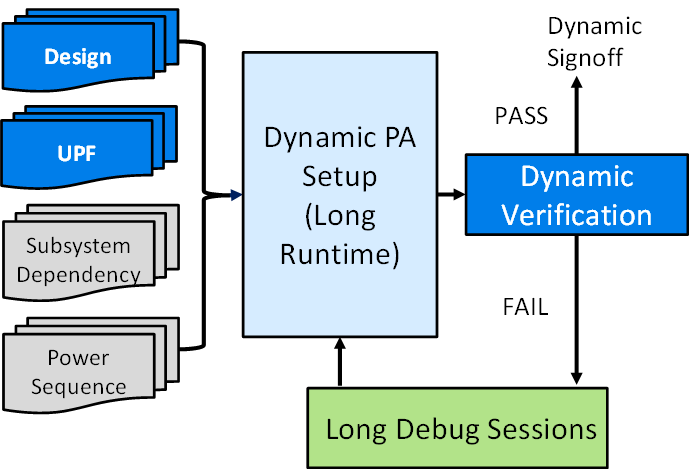 Design
UPF
Subsystem
Dependency
Power
Sequence
Dynamic PA
Setup
(Long
Runtime)
Dynamic
Signoff
PASS
Dynamic
Verification
FAIL
Long Debug Sessions